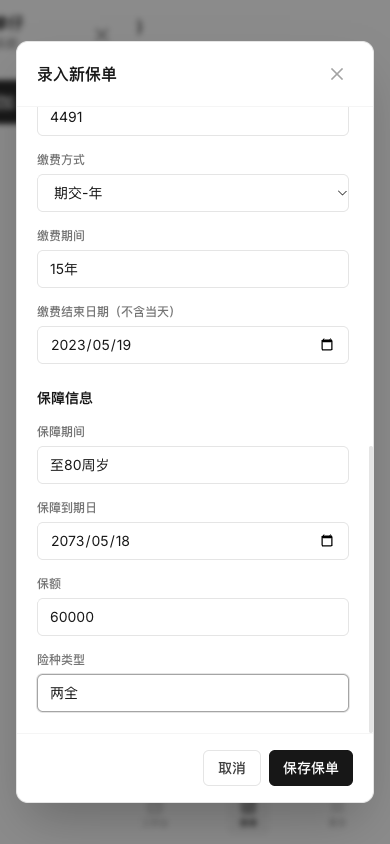 录入新保单
4491
缴费方式
期交-年
缴费期间
15年
缴费结束日期（不含当天）
2023/05/19
保障信息
保障期间
至80周岁
保障到期日
2073/05/18
保额
60000
险种类型
两全
取消
保存保单